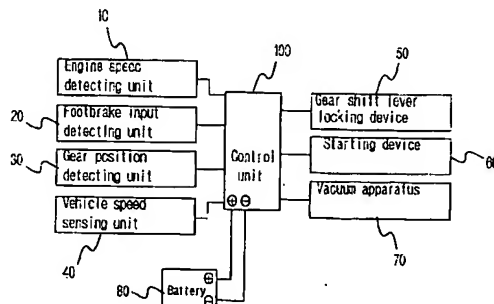 10
Engine speed
detecting unit
20
Footbrake input
detecting unit
30
Gear position
detecting unit
Vehicle speed
sensing unit
40
100
Control
unit
⊕⊖
50
Gear shift lever
locking device
Starting device
60
Vacuum apparatus
70
80
Battery
⊕
⊖